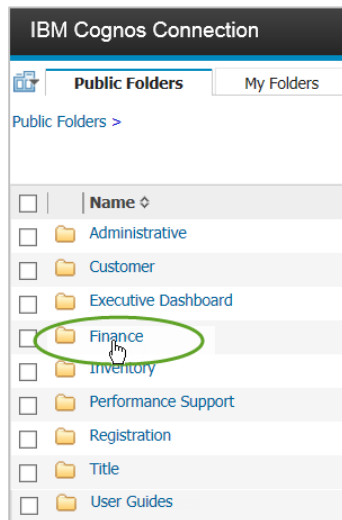 IBM Cognos Connection
Public Folders My Folders
Public Folders >
Name
Administrative
Customer
Executive Dashboard
Finance
Inventory
Performance Support
Registration
Title
User Guides